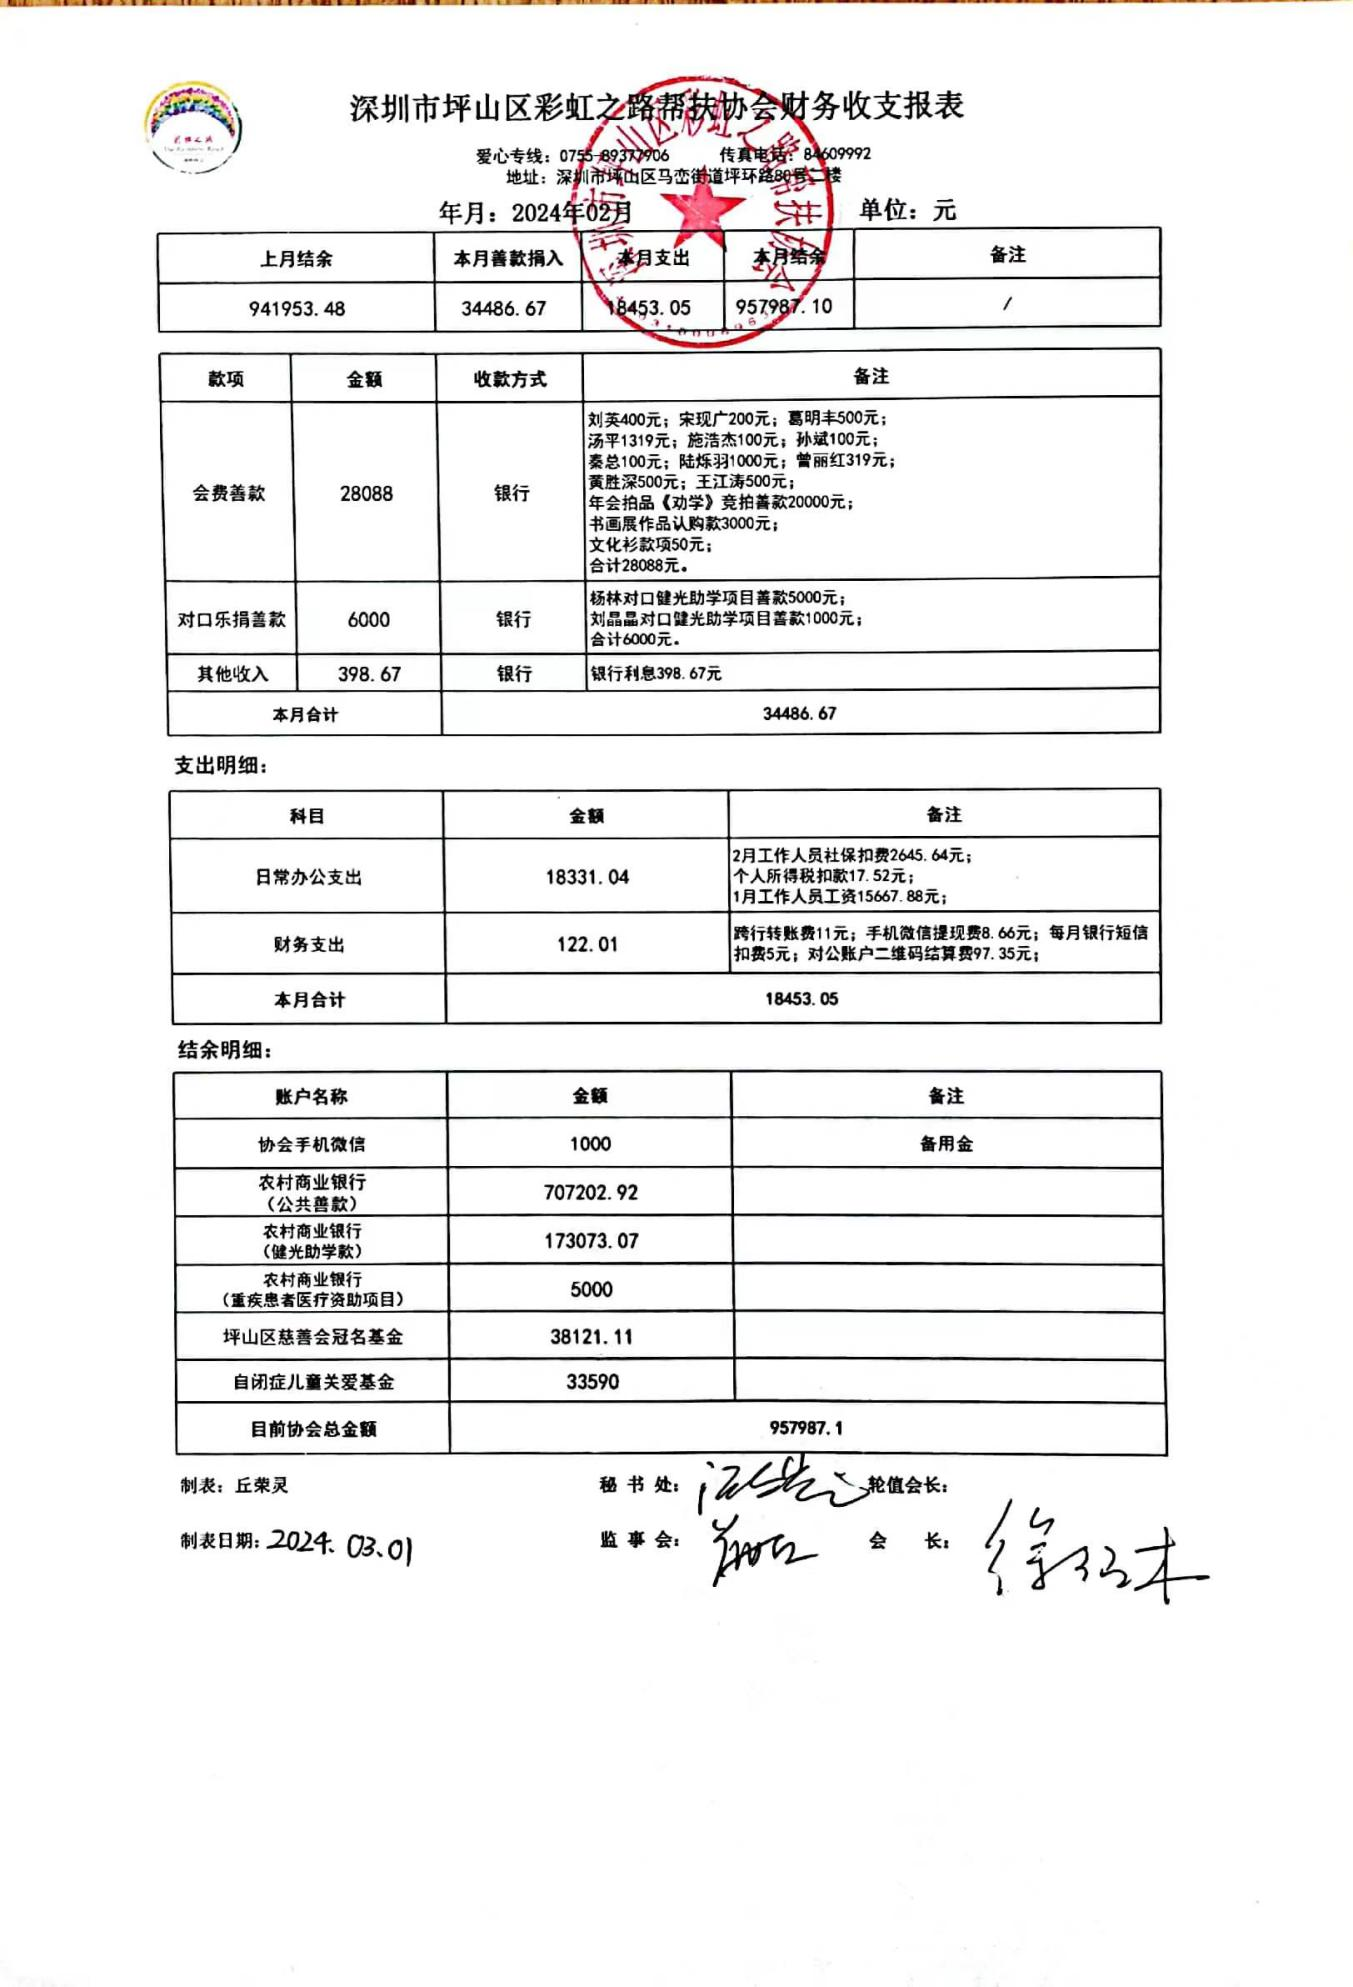 深圳市坪山区彩虹之路帮扶协会财务收支报表
爱心专线：0755-89377906 传真电话：84609992
地址：深圳市坪山区马峦街道坪环路80号二楼
年月：2024年02月 单位：元
上月结余 本月善款捐入 本月支出 本月结余 备注
941953.48 34486.67 18453.05 957987.10 /
款项 金额 收款方式 备注
会费善款 28088 银行
刘英400元；宋现广200元；葛明丰500元；
汤平1319元；施浩杰100元；孙斌100元；
秦总100元；陆烁羽1000元；曾丽红319元；
黄胜深500元；王江涛500元；
年会拍品《劝学》竞拍善款20000元；
书画展作品认购款3000元；
文化衫款项50元；
合计28088元。
对口乐捐善款 6000 银行
杨林对口健光助学项目善款5000元；
刘晶晶对口健光助学项目善款1000元；
合计6000元。
其他收入 398.67 银行 银行利息398.67元
本月合计 34486.67
支出明细：
科目 金额 备注
日常办公支出 18331.04
2月工作人员社保扣费2645.64元；
个人所得税扣款17.52元；
1月工作人员工资15667.88元；
财务支出 122.01
跨行转账费11元；手机微信提现费8.66元；每月银行短信
扣费5元；对公账户二维码结算费97.35元；
本月合计 18453.05
结余明细：
账户名称 金额 备注
协会手机微信 1000 备用金
农村商业银行
（公共善款） 707202.92
农村商业银行
（健光助学款） 173073.07
农村商业银行
（重疾患者医疗资助项目） 5000
坪山区慈善会冠名基金 38121.11
自闭症儿童关爱基金 33590
目前协会总金额 957987.1
制表：丘荣灵 秘书处： 轮值会长：
制表日期：2024.03.01 监事会： 会长：
深圳市坪山区彩虹之路帮扶协会